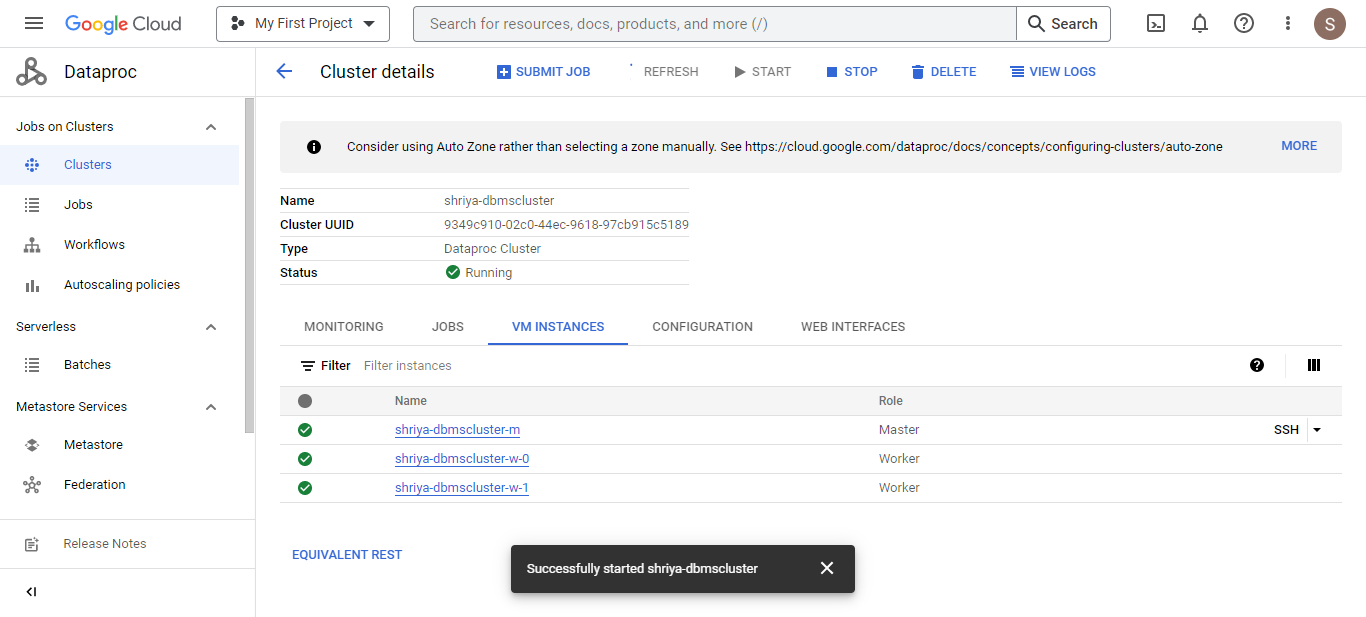 Google Cloud
My First Project
Search for resources, docs, products, and more (/)
Search
S
Dataproc
Cluster details
SUBMIT JOB
REFRESH
START
STOP
DELETE
VIEW LOGS
Jobs on Clusters
Clusters
Jobs
Workflows
Autoscaling policies
Serverless
Batches
Metastore Services
Metastore
Federation
Release Notes
Consider using Auto Zone rather than selecting a zone manually. See https://cloud.google.com/dataproc/docs/concepts/configuring-clusters/auto-zone
MORE
Name shriya-dbmscluster
Cluster UUID 9349c910-02c0-44ec-9618-97cb915c5189
Type Dataproc Cluster
Status Running
MONITORING
JOBS
VM INSTANCES
CONFIGURATION
WEB INTERFACES
Filter Filter instances
Name Role
shriya-dbmscluster-m Master SSH
shriya-dbmscluster-w-0 Worker
shriya-dbmscluster-w-1 Worker
EQUIVALENT REST
Successfully started shriya-dbmscluster